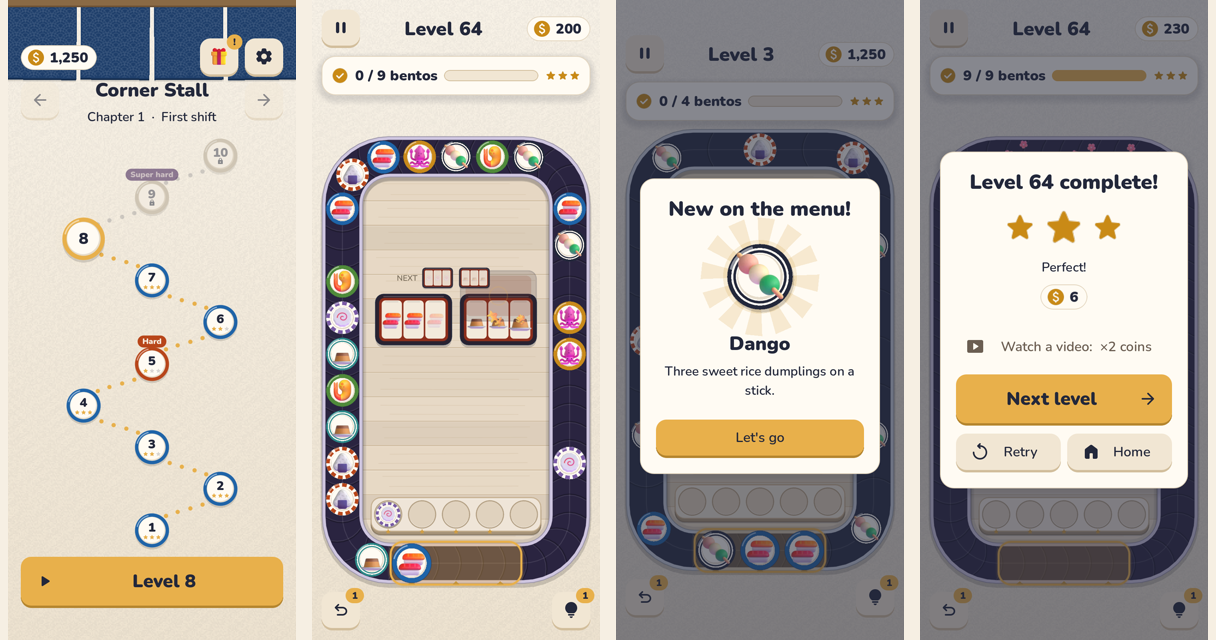 1,250
!
Corner Stall
Chapter 1 · First shift
10
Super hard
9
8
7
6
Hard
5
4
3
2
1
Level 8
Level 64
200
0 / 9 bentos
NEXT
1
1
Level 3
1,250
0 / 4 bentos
New on the menu!
Dango
Three sweet rice dumplings on a
stick.
Let's go
1
1
Level 64
230
9 / 9 bentos
Level 64 complete!
Perfect!
6
Watch a video: ×2 coins
Next level
Retry
Home
1
1